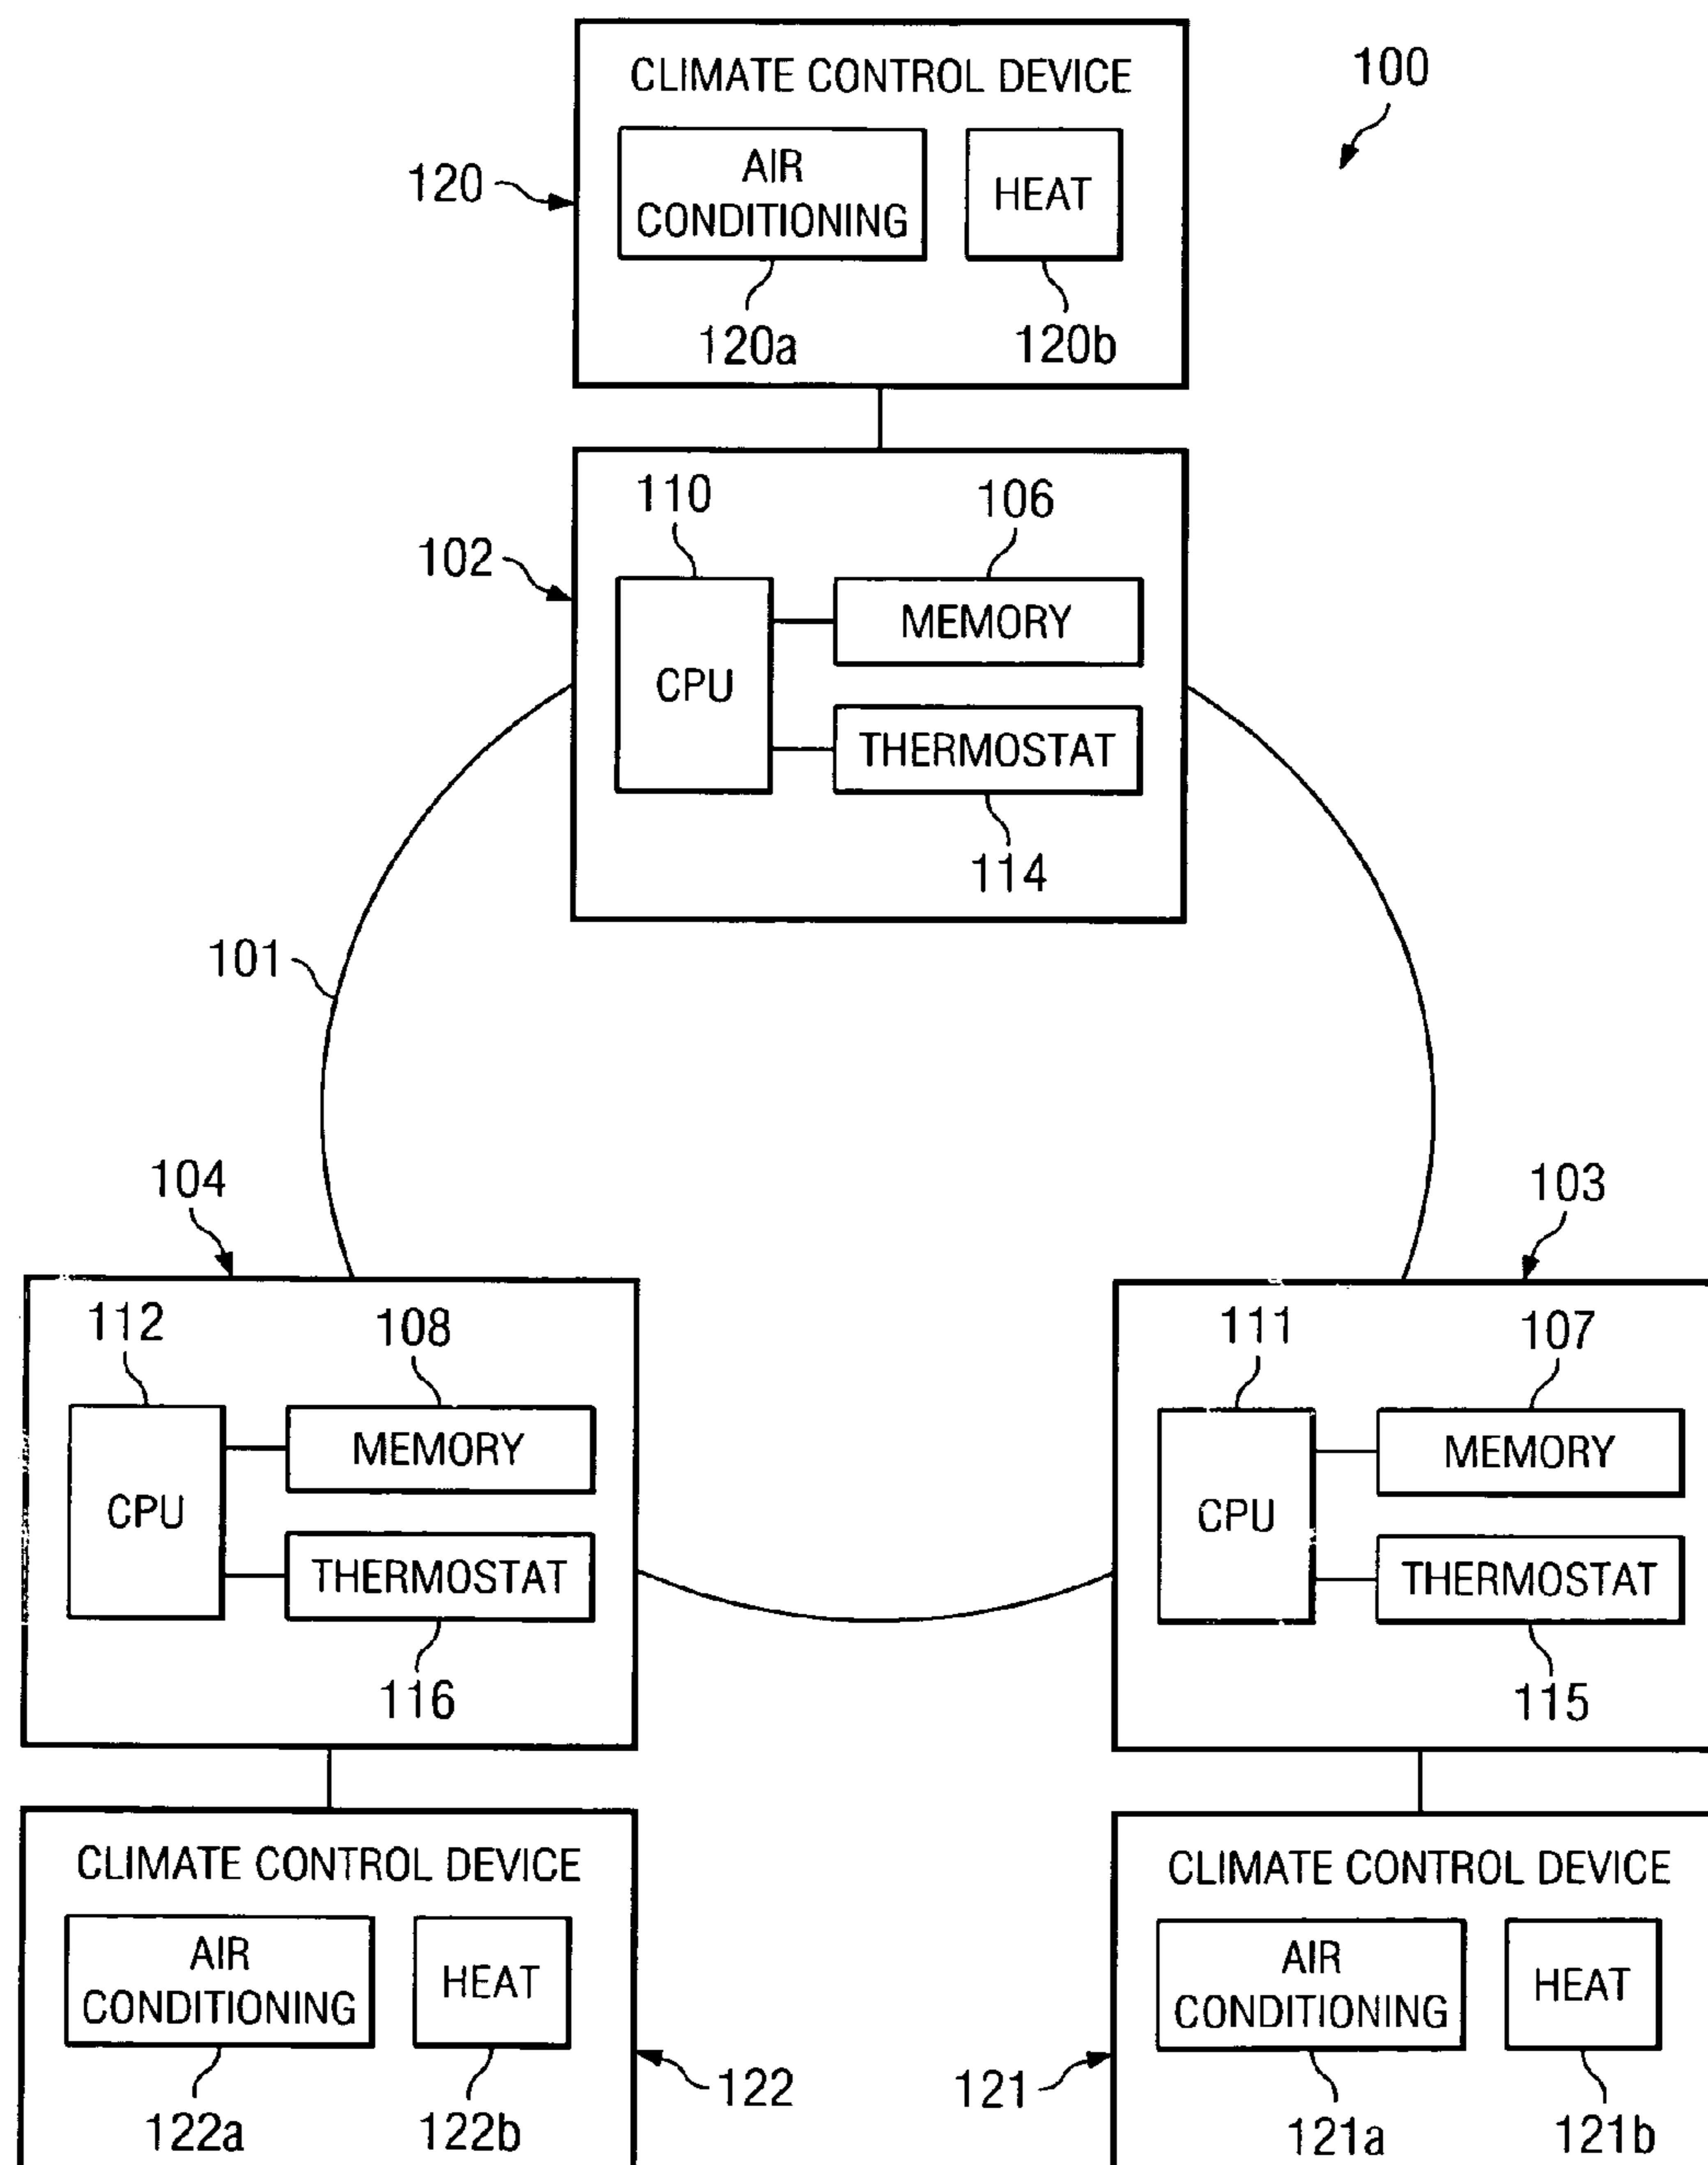 CLIMATE CONTROL DEVICE
100
AIR
CONDITIONING
HEAT
120
120a
120b
110
106
102
MEMORY
CPU
THERMOSTAT
114
101
104
103
112
108
MEMORY
CPU
THERMOSTAT
116
111
107
MEMORY
CPU
THERMOSTAT
115
CLIMATE CONTROL DEVICE
AIR
CONDITIONING
HEAT
122
122a
122b
CLIMATE CONTROL DEVICE
AIR
CONDITIONING
HEAT
121
121a
121b